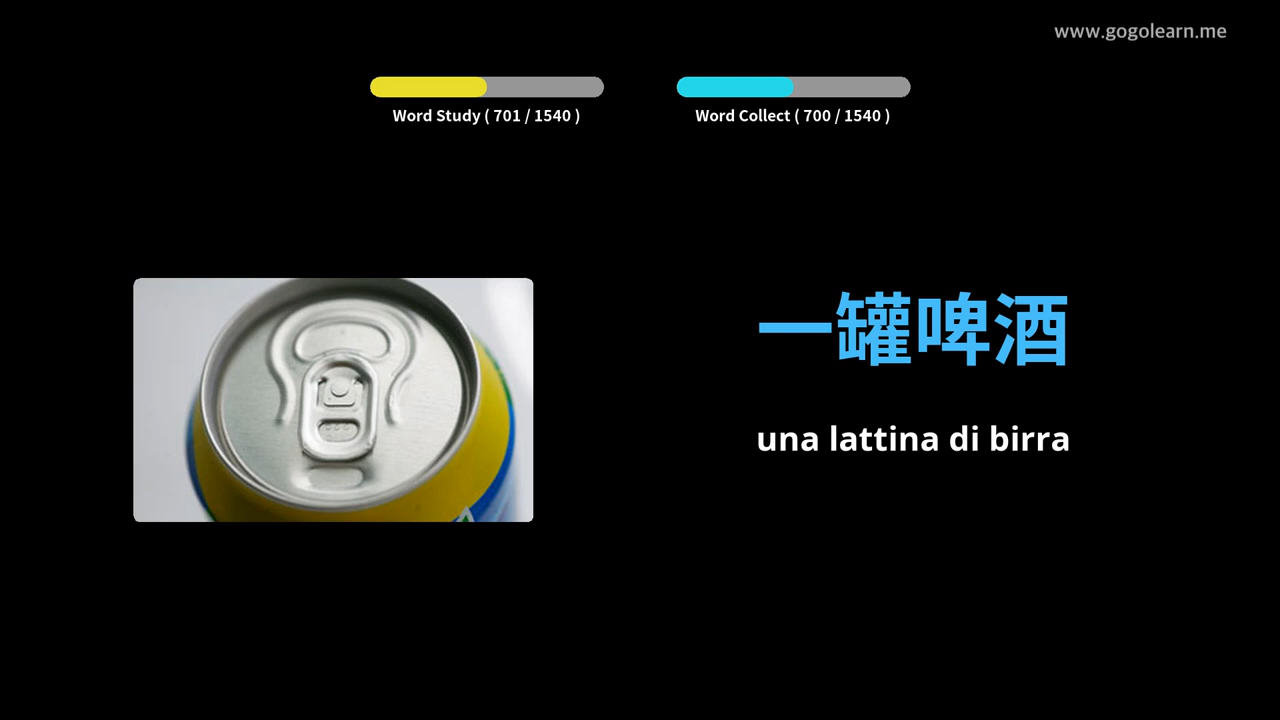 www.gogolearn.me
Word Study ( 701 / 1540 )
Word Collect ( 700 / 1540 )
一罐啤酒
una lattina di birra